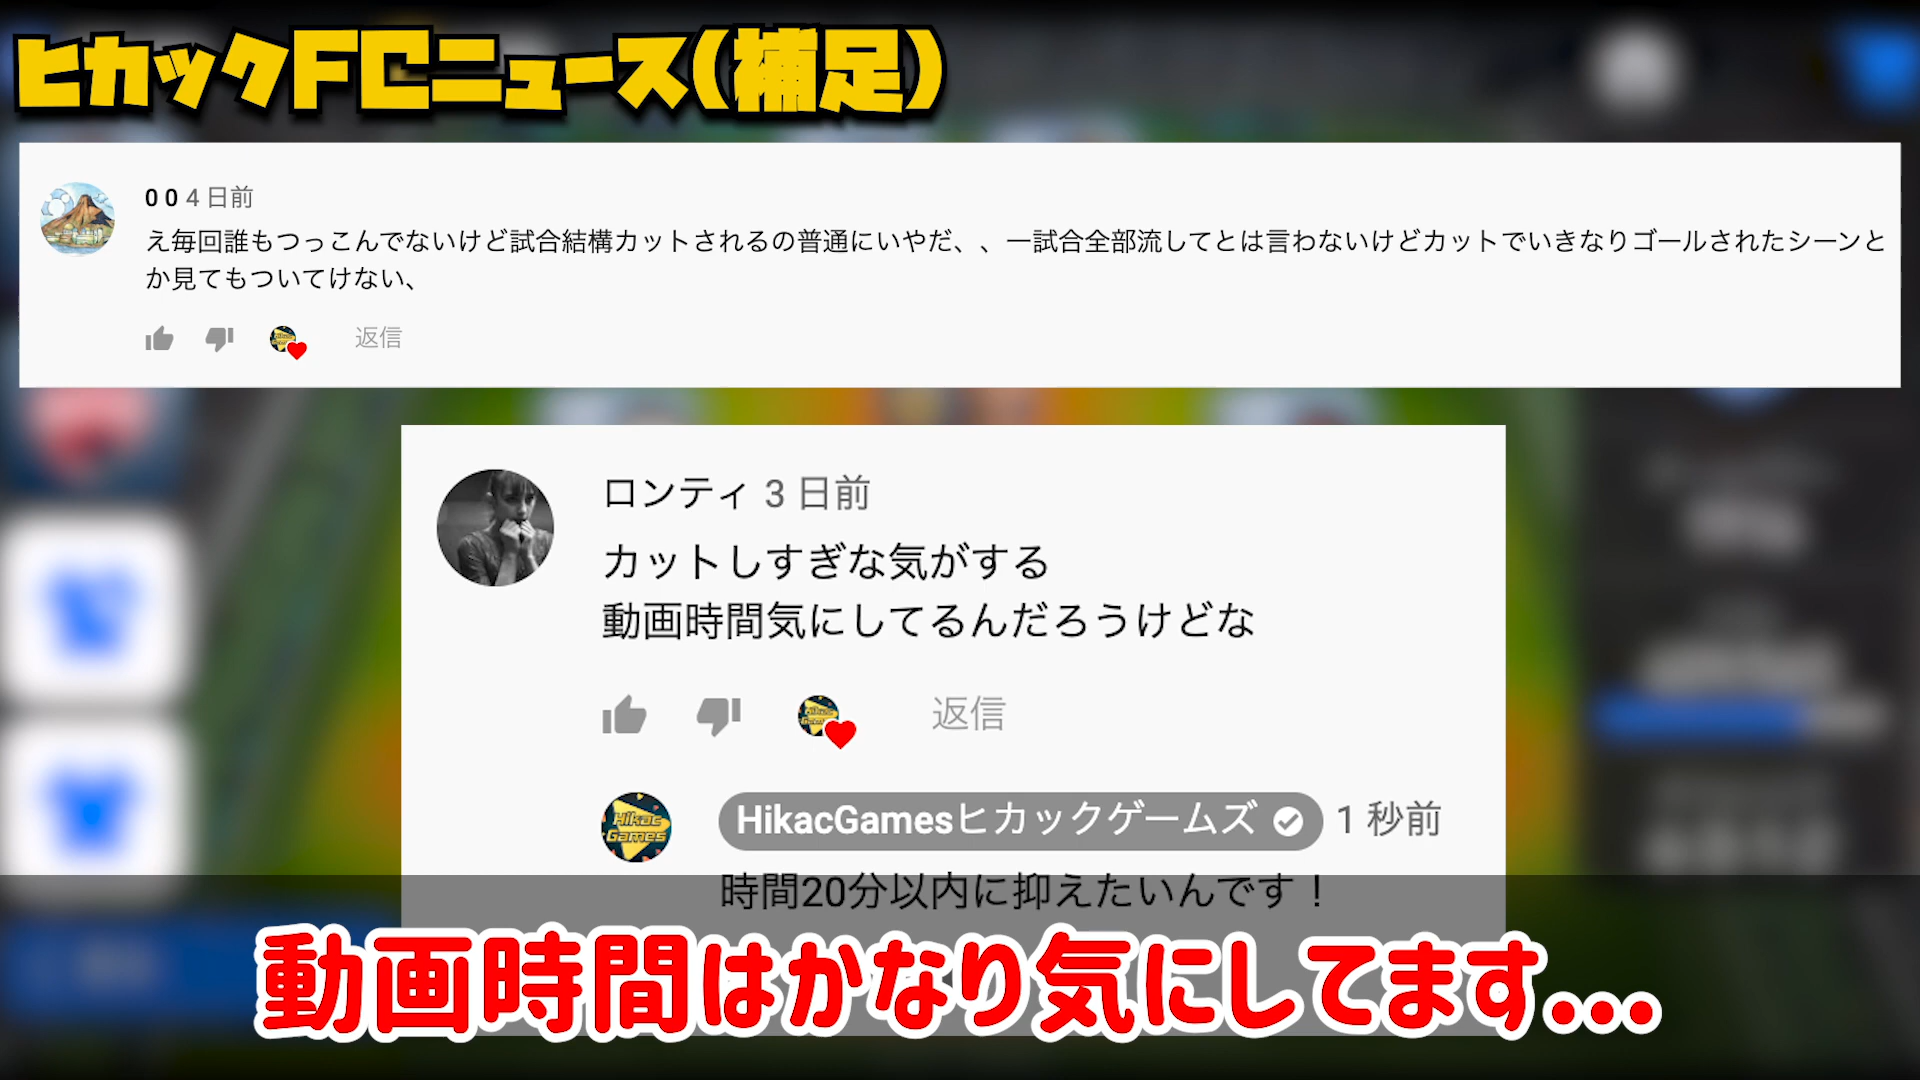 ヒカックFCニュース(補足)
0 0 4 日前
え毎回誰もつっこんでないけど試合結構カットされるの普通にいやだ、、一試合全部流してとは言わないけどカットでいきなりゴールされたシーンと
か見てもついてけない、
返信
ロンティ 3 日前
カットしすぎな気がする
動画時間気にしてるんだろうけどな
返信
Hikac Games
HikacGamesヒカックゲームズ 1 秒前
時間20分以内に抑えたいんです！
動画時間はかなり気にしてます...